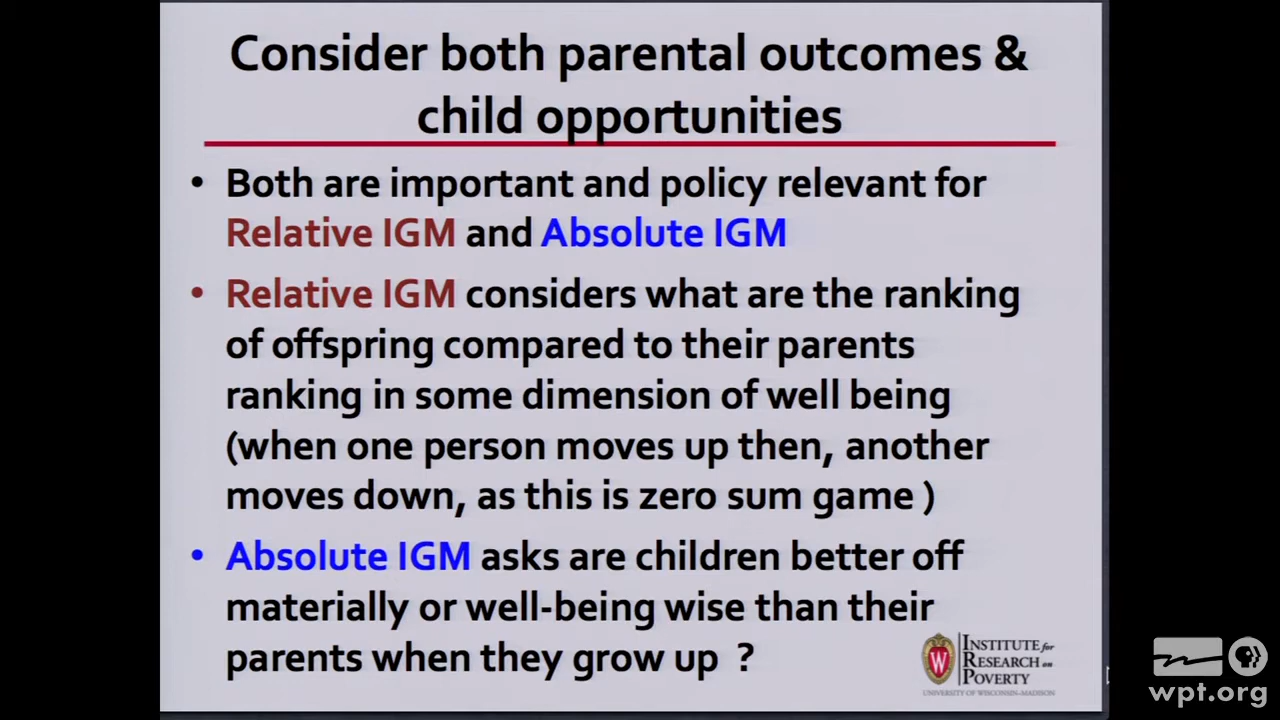 Consider both parental outcomes &
child opportunities
• Both are important and policy relevant for
Relative IGM and Absolute IGM
• Relative IGM considers what are the ranking
of offspring compared to their parents
ranking in some dimension of well being
(when one person moves up then, another
moves down, as this is zero sum game )
• Absolute IGM asks are children better off
materially or well-being wise than their
parents when they grow up ?
W
INSTITUTE for
RESEARCH on
POVERTY
UNIVERSITY OF WISCONSIN–MADISON
wpt.org